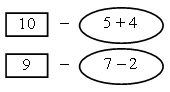 10 – 5 + 4
9 – 7 – 2